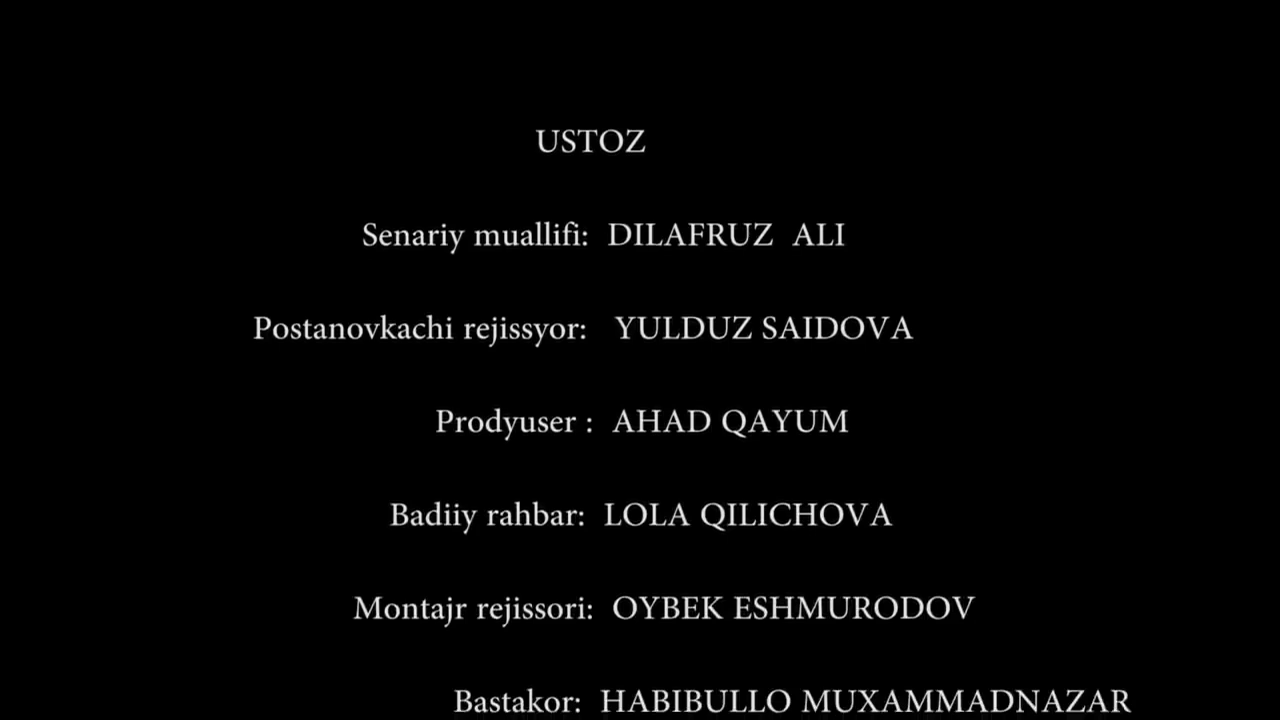 USTOZ
Senariy muallifi: DILAFRUZ ALI
Postanovkachi rejissyor: YULDUZ SAIDOVA
Prodyuser : AHAD QAYUM
Badiiy rahbar: LOLA QILICHOVA
Montajr rejissori: OYBEK ESHMURODOV
Bastakor: HABIBULLO MUXAMMADNAZAR